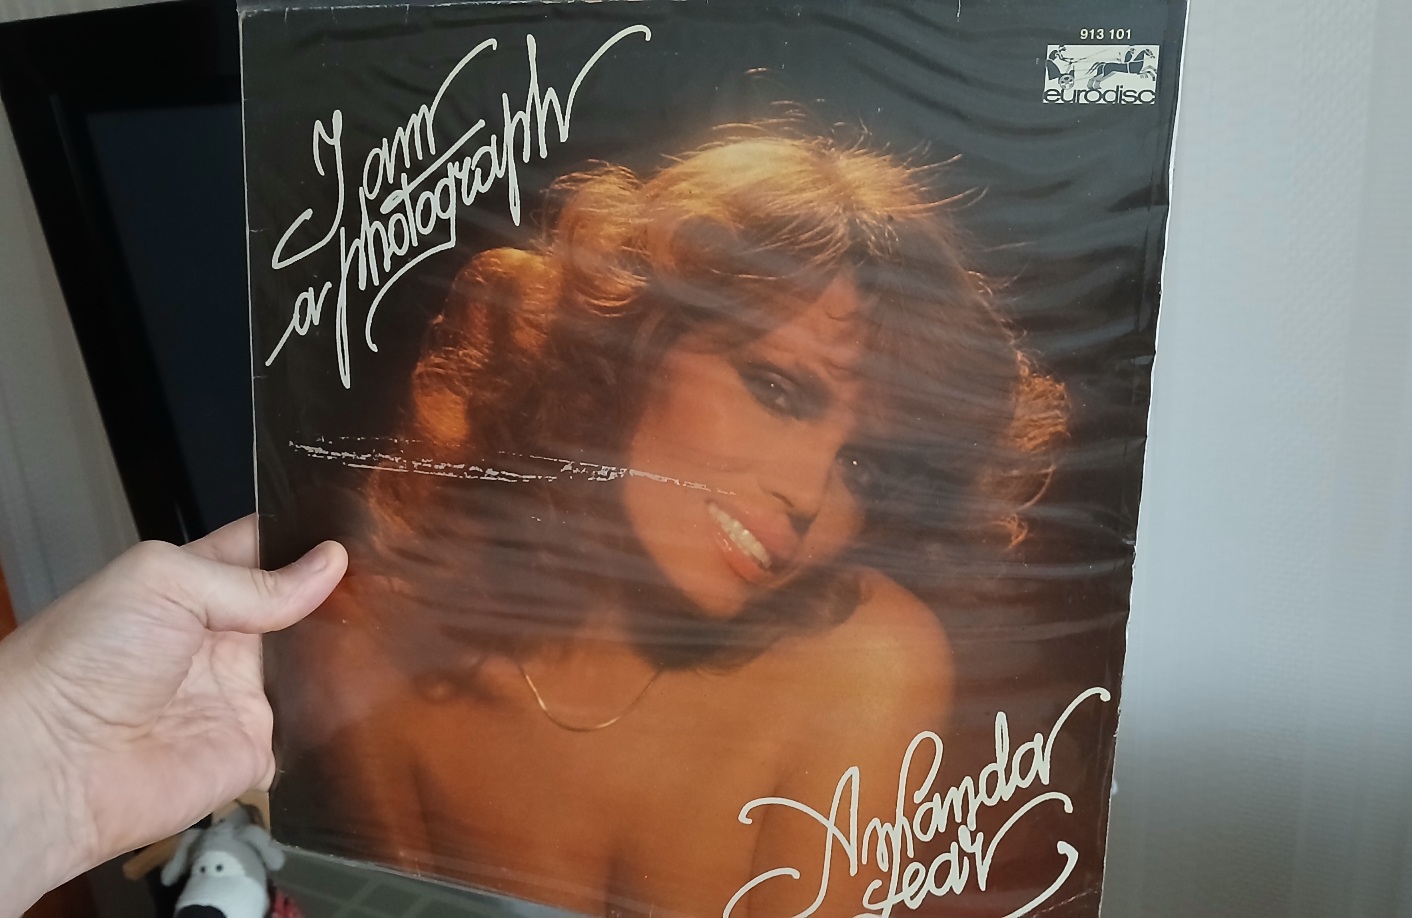 I am
a photograph
913 101
eurodisc
Amanda
Lear